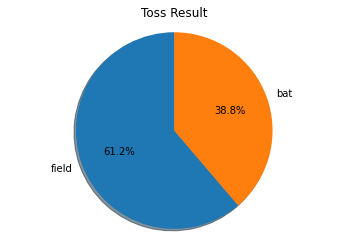 Toss Result
bat
38.8%
61.2%
field